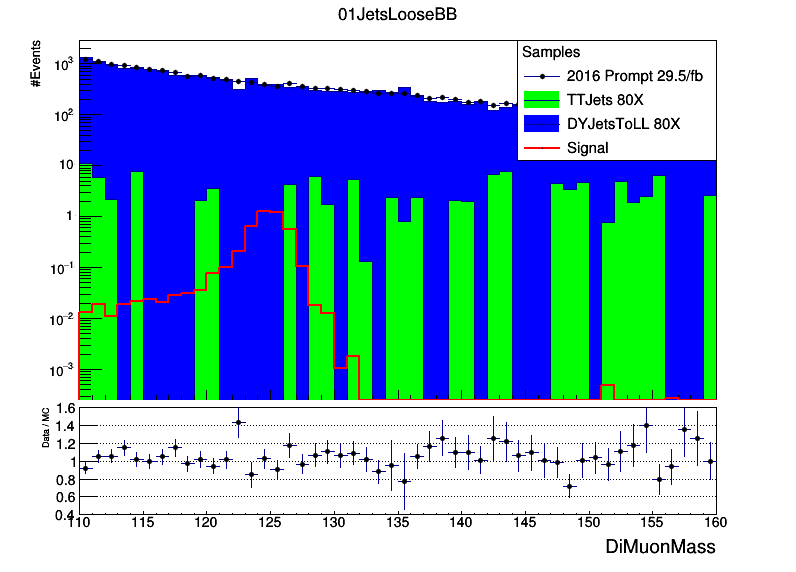 01JetsLooseBB
#Events
Samples
2016 Prompt 29.5/fb
TTJets 80X
DYJetsToLL 80X
Signal
10³
10²
10
1
10⁻¹
10⁻²
10⁻³
Data / MC
1.6
1.4
1.2
1
0.8
0.6
0.4
110 115 120 125 130 135 140 145 150 155 160
DiMuonMass